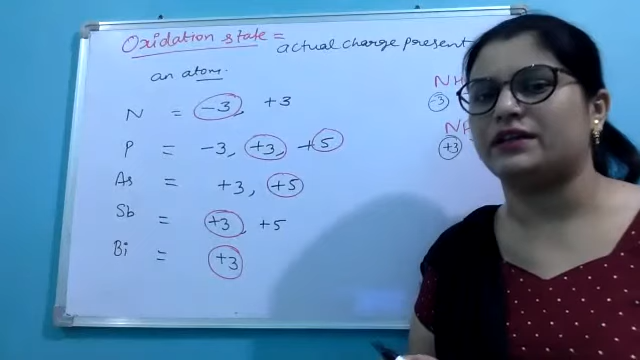 Oxidation state =
actual charge present
an atom.
N = -3, +3
P = -3, +3, +5
As = +3, +5
Sb = +3, +5
Bi = +3
NH
-3
NH
+3